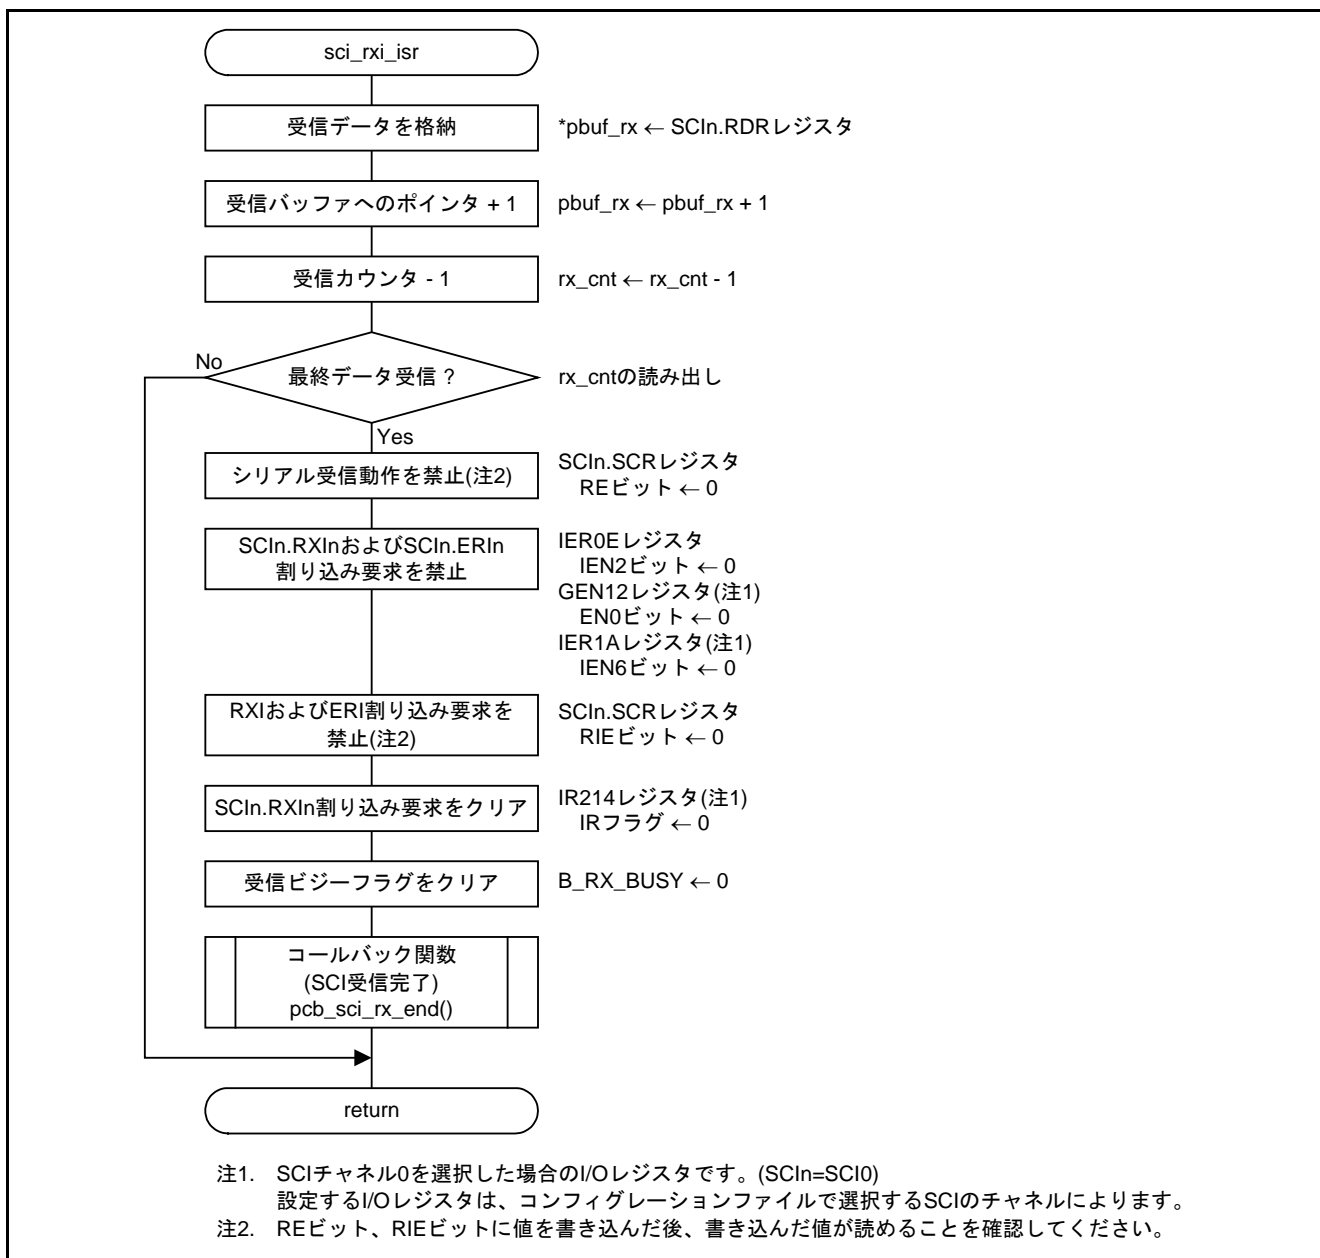 sci_rxi_isr
受信データを格納
*pbuf_rx ← SCIn.RDRレジスタ
受信バッファへのポインタ + 1
pbuf_rx ← pbuf_rx + 1
受信カウンタ - 1
rx_cnt ← rx_cnt - 1
No
最終データ受信 ?
rx_cntの読み出し
Yes
シリアル受信動作を禁止(注2)
SCIn.SCRレジスタ
REビット ← 0
SCIn.RXInおよびSCIn.ERIn
割り込み要求を禁止
IER0Eレジスタ
IEN2ビット ← 0
GEN12レジスタ(注1)
EN0ビット ← 0
IER1Aレジスタ(注1)
IEN6ビット ← 0
RXIおよびERI割り込み要求を
禁止(注2)
SCIn.SCRレジスタ
RIEビット ← 0
SCIn.RXIn割り込み要求をクリア
IR214レジスタ(注1)
IRフラグ ← 0
受信ビジーフラグをクリア
B_RX_BUSY ← 0
コールバック関数
(SCI受信完了)
pcb_sci_rx_end()
return
注1. SCIチャネル0を選択した場合のI/Oレジスタです。(SCIn=SCI0)
設定するI/Oレジスタは、コンフィグレーションファイルで選択するSCIのチャネルによります。
注2. REビット、RIEビットに値を書き込んだ後、書き込んだ値が読めることを確認してください。